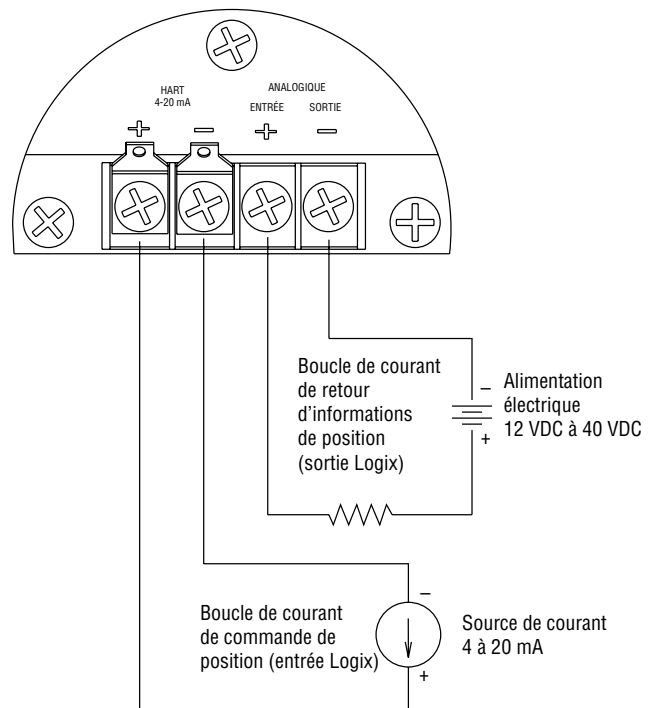 HART
4-20 mA
ANALOGIQUE
ENTRÉE SORTIE
+ – + –
Boucle de courant
de retour
d’informations
de position
(sortie Logix)
–
+
Alimentation
électrique
12 VDC à 40 VDC
Boucle de courant
de commande de
position (entrée Logix)
–
+
Source de courant
4 à 20 mA